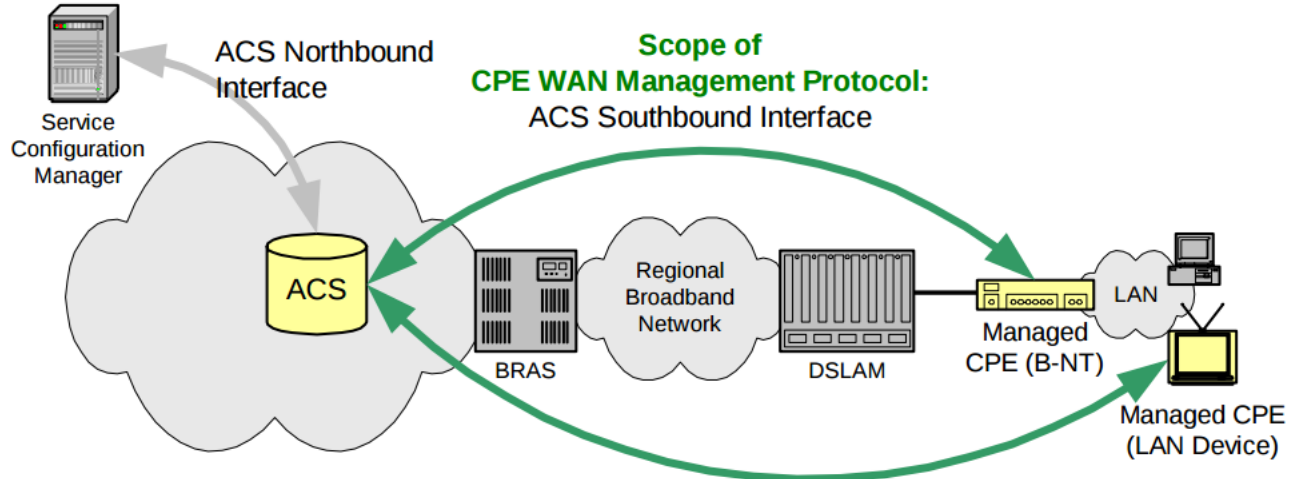 ACS Northbound
Interface
Scope of
CPE WAN Management Protocol:
ACS Southbound Interface
Service
Configuration
Manager
ACS
BRAS
Regional
Broadband
Network
DSLAM
Managed
CPE (B-NT)
LAN
Managed CPE
(LAN Device)